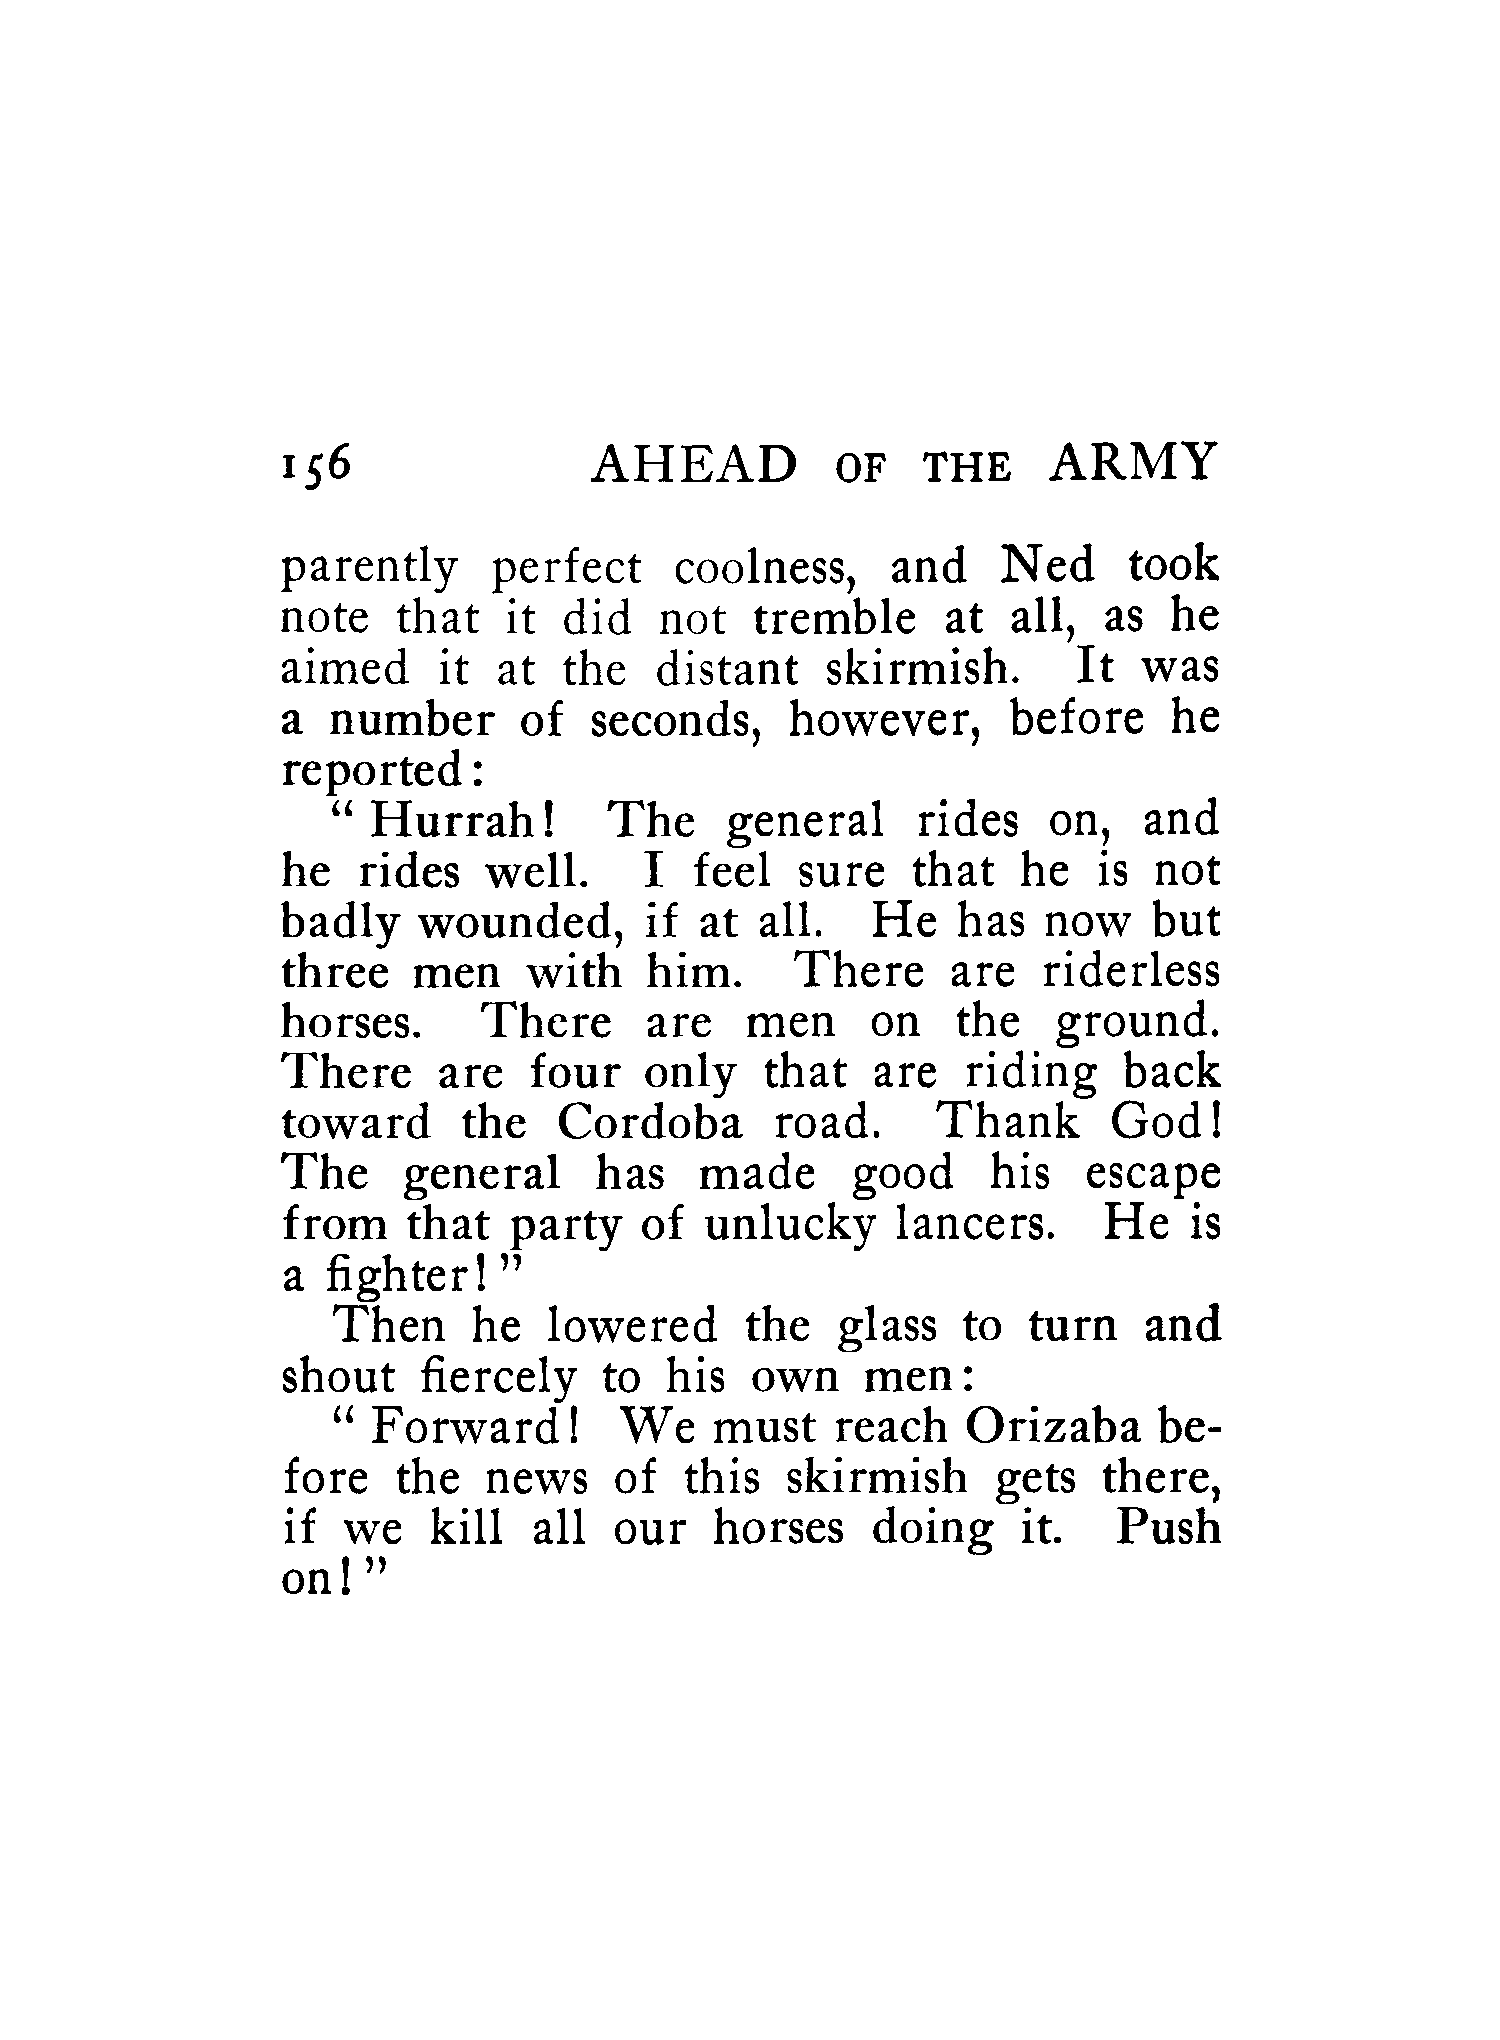 156 AHEAD OF THE ARMY
parently perfect coolness, and Ned took
note that it did not tremble at all, as he
aimed it at the distant skirmish. It was
a number of seconds, however, before he
reported:
"Hurrah! The general rides on, and
he rides well. I feel sure that he is not
badly wounded, if at all. He has now but
three men with him. There are riderless
horses. There are men on the ground.
There are four only that are riding back
toward the Cordoba road. Thank God!
The general has made good his escape
from that party of unlucky lancers. He is
a fighter!"
Then he lowered the glass to turn and
shout fiercely to his own men:
"Forward! We must reach Orizaba be-
fore the news of this skirmish gets there,
if we kill all our horses doing it. Push
on!"